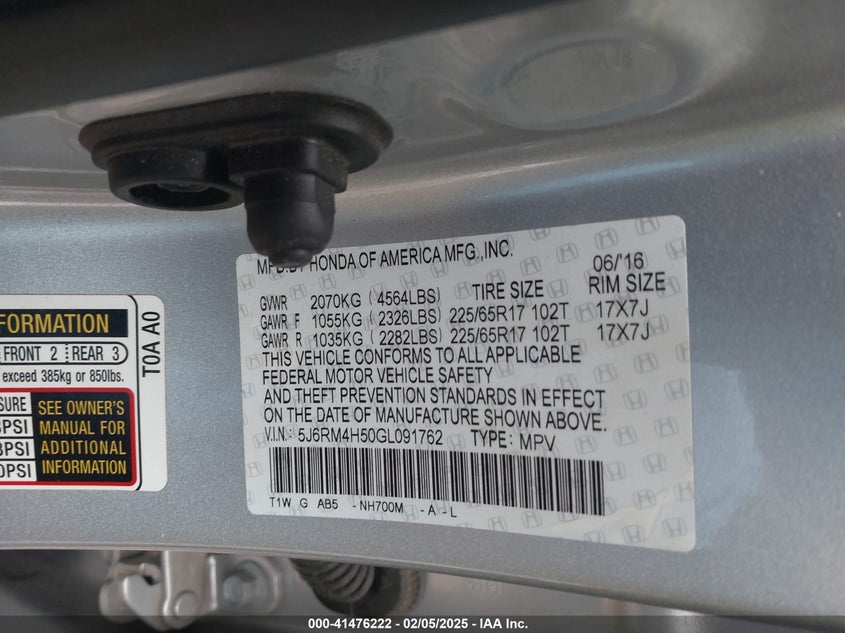 MFD.BY HONDA OF AMERICA MFG.,INC. 06/'16
GVWR 2070KG (4564LBS) TIRE SIZE RIM SIZE
GAWR F 1055KG (2326LBS) 225/65R17 102T 17X7J
GAWR R 1035KG (2282LBS) 225/65R17 102T 17X7J
THIS VEHICLE CONFORMS TO ALL APPLICABLE
FEDERAL MOTOR VEHICLE SAFETY
AND THEFT PREVENTION STANDARDS IN EFFECT
ON THE DATE OF MANUFACTURE SHOWN ABOVE.
V.I.N.: 5J6RM4H50GL091762 TYPE: MPV
T1W G AB5 -NH700M -A -L
FORMATION
FRONT 2 REAR 3
exceed 385kg or 850lbs.
SURE SEE OWNER'S
PSI MANUAL FOR
PSI ADDITIONAL
0PSI INFORMATION
T0A A0
000-41476222 - 02/05/2025 - IAA Inc.